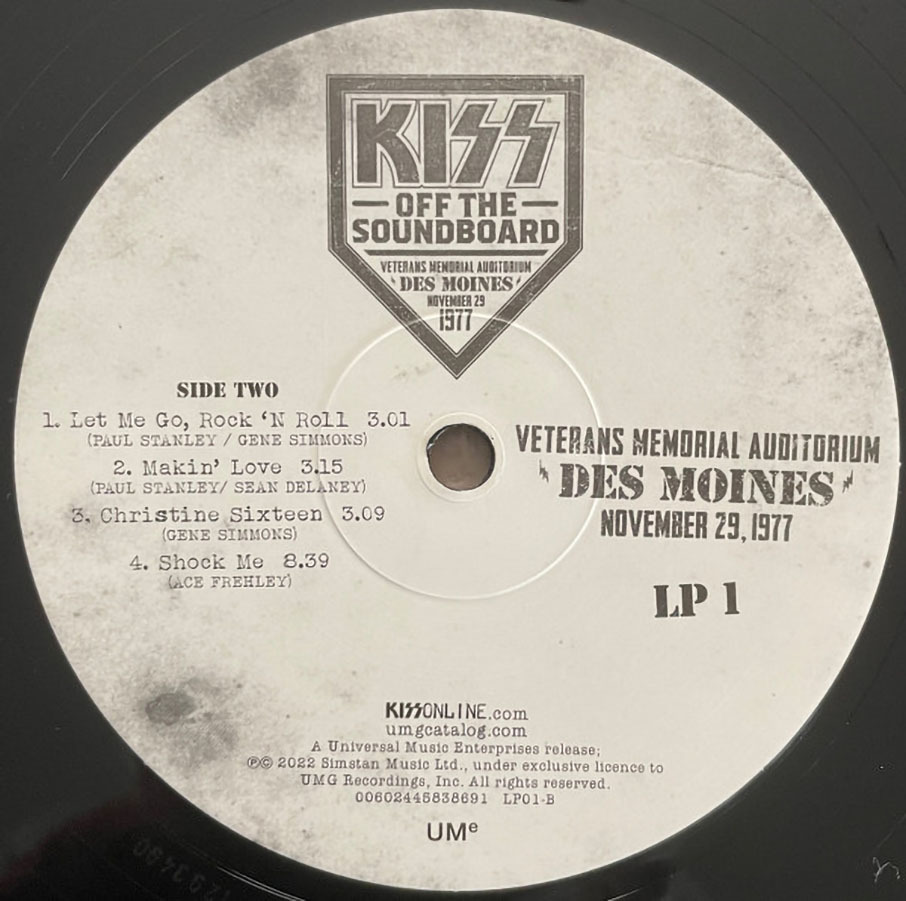 KISS
OFF THE
SOUNDBOARD
VETERANS MEMORIAL AUDITORIUM
DES MOINES
NOVEMBER 29
1977
SIDE TWO
1. Let Me Go, Rock ‘N Roll 3.01
(PAUL STANLEY / GENE SIMMONS)
2. Makin’ Love 3.15
(PAUL STANLEY/ SEAN DELANEY)
3. Christine Sixteen 3.09
(GENE SIMMONS)
4. Shock Me 8.39
(ACE FREHLEY)
VETERANS MEMORIAL AUDITORIUM
DES MOINES
NOVEMBER 29, 1977
LP 1
KISSONLINE.com
umgcatalog.com
A Universal Music Enterprises release;
℗© 2022 Simstan Music Ltd., under exclusive licence to
UMG Recordings, Inc. All rights reserved.
00602445838691 LP01-B
UMe